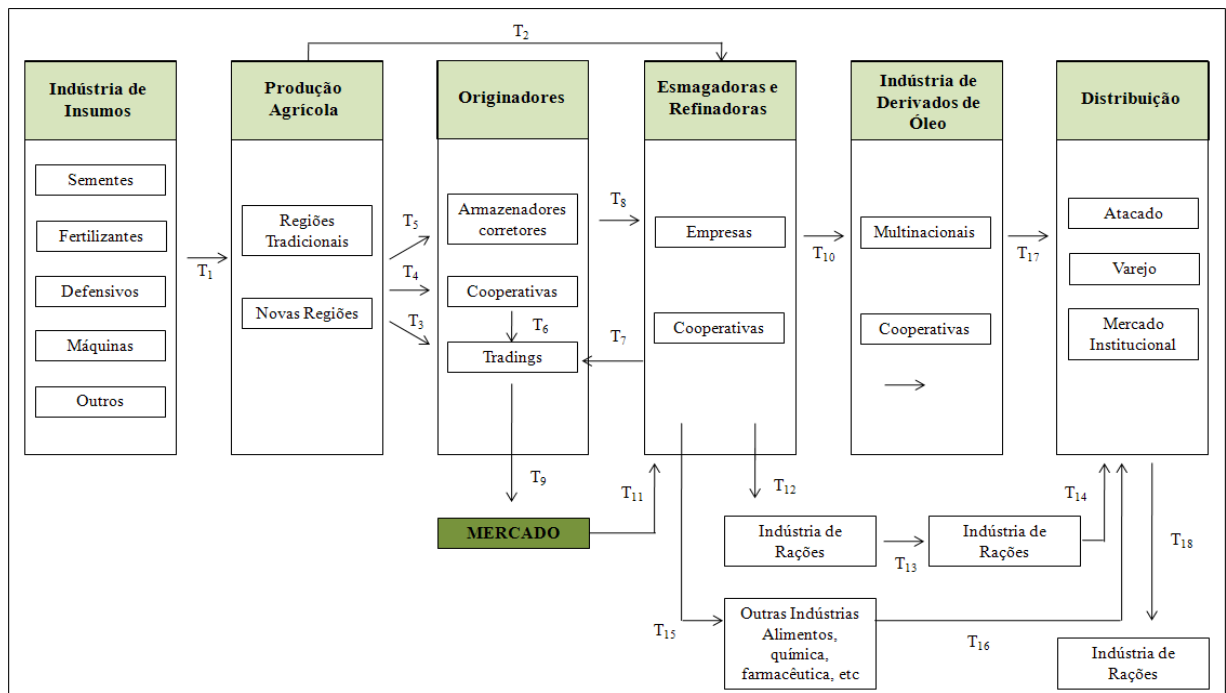 T₂
Indústria de
Insumos
Produção
Agrícola
Originadores
Esmagadoras e
Refinadoras
Indústria de
Derivados de
Óleo
Distribuição
Sementes
Fertilizantes
Defensivos
Máquinas
Outros
T₁
Regiões
Tradicionais
Novas Regiões
T₅
T₄
T₃
Armazenadores
corretores
Cooperativas
T₆
Tradings
T₈
T₇
Empresas
Cooperativas
T₁₀
Multinacionais
Cooperativas
T₁₇
Atacado
Varejo
Mercado
Institucional
T₉
MERCADO
T₁₁
T₁₂
T₁₄
T₁₈
Indústria de
Rações
T₁₃
Indústria de
Rações
T₁₅
Outras Indústrias
Alimentos,
química,
farmacêutica, etc
T₁₆
Indústria de
Rações